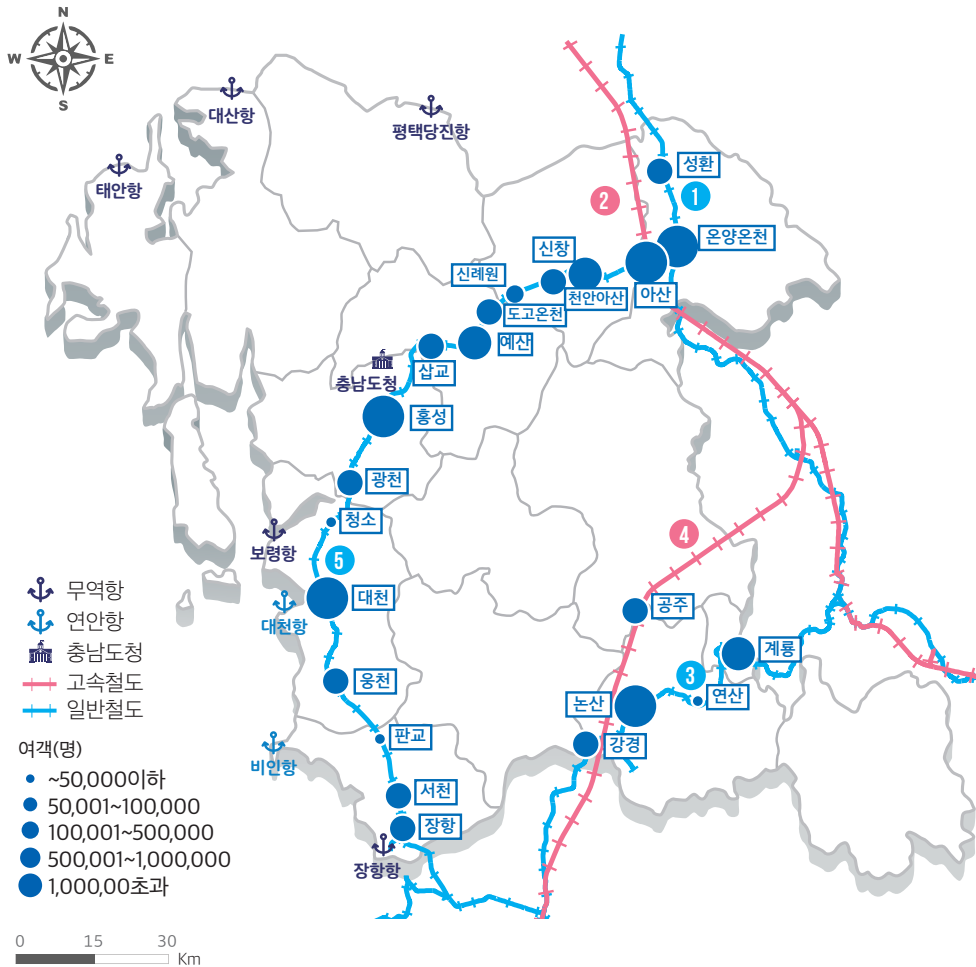 N
W
E
S
대산항
평택당진항
태안항
성환
1
2
온양온천
신창
신례원
천안아산
아산
도고온천
예산
삽교
충남도청
홍성
광천
청소
보령항
5
4
대천
대천항
공주
계룡
3
연산
논산
웅천
판교
강경
비인항
서천
장항
장항항
무역항
연안항
충남도청
고속철도
일반철도
여객(명)
~50,000이하
50,001~100,000
100,001~500,000
500,001~1,000,000
1,000,00초과
0 15 30
Km